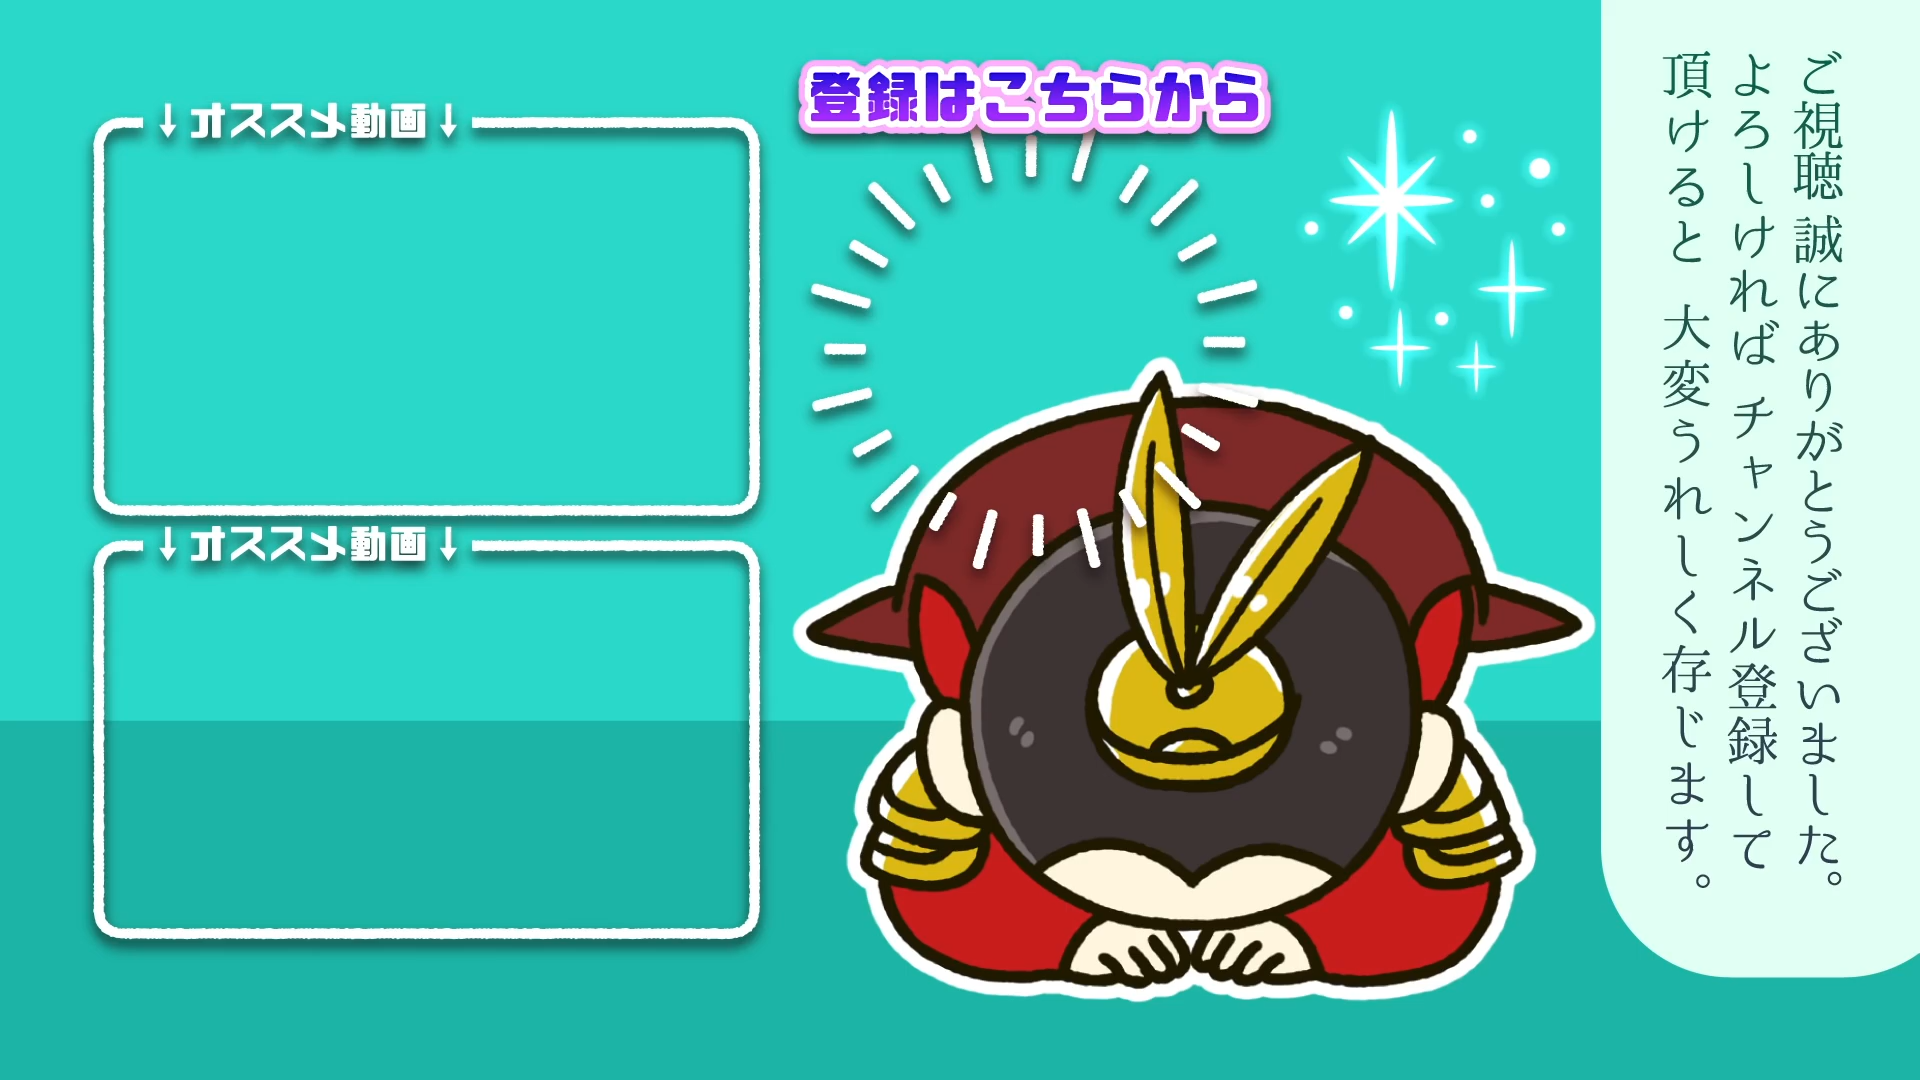 登録はこちらから
↓オススメ動画↓
↓オススメ動画↓
ご視聴 誠にありがとうございました。
よろしければ チャンネル登録して
頂けると 大変うれしく存じます。